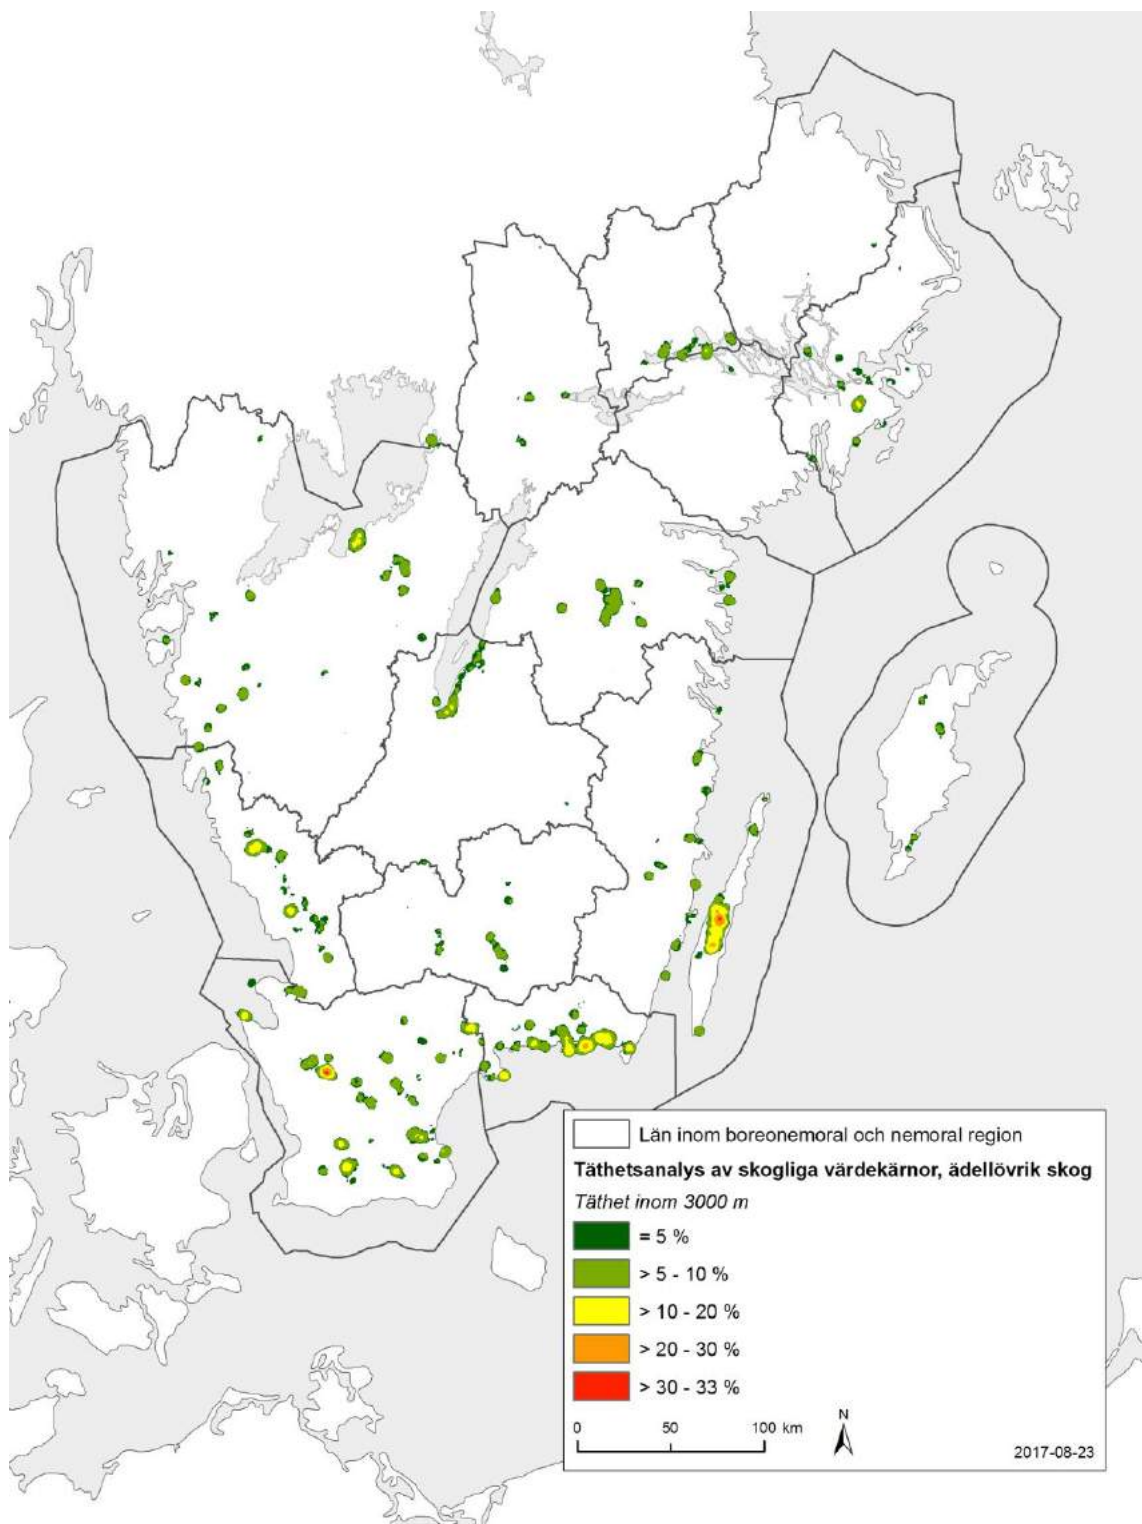 Län inom boreonemoral och nemoral region
Täthetsanalys av skogliga värdekärnor, ädellövrik skog
Täthet inom 3000 m
= 5 %
> 5 - 10 %
> 10 - 20 %
> 20 - 30 %
> 30 - 33 %
0 50 100 km
N
2017-08-23